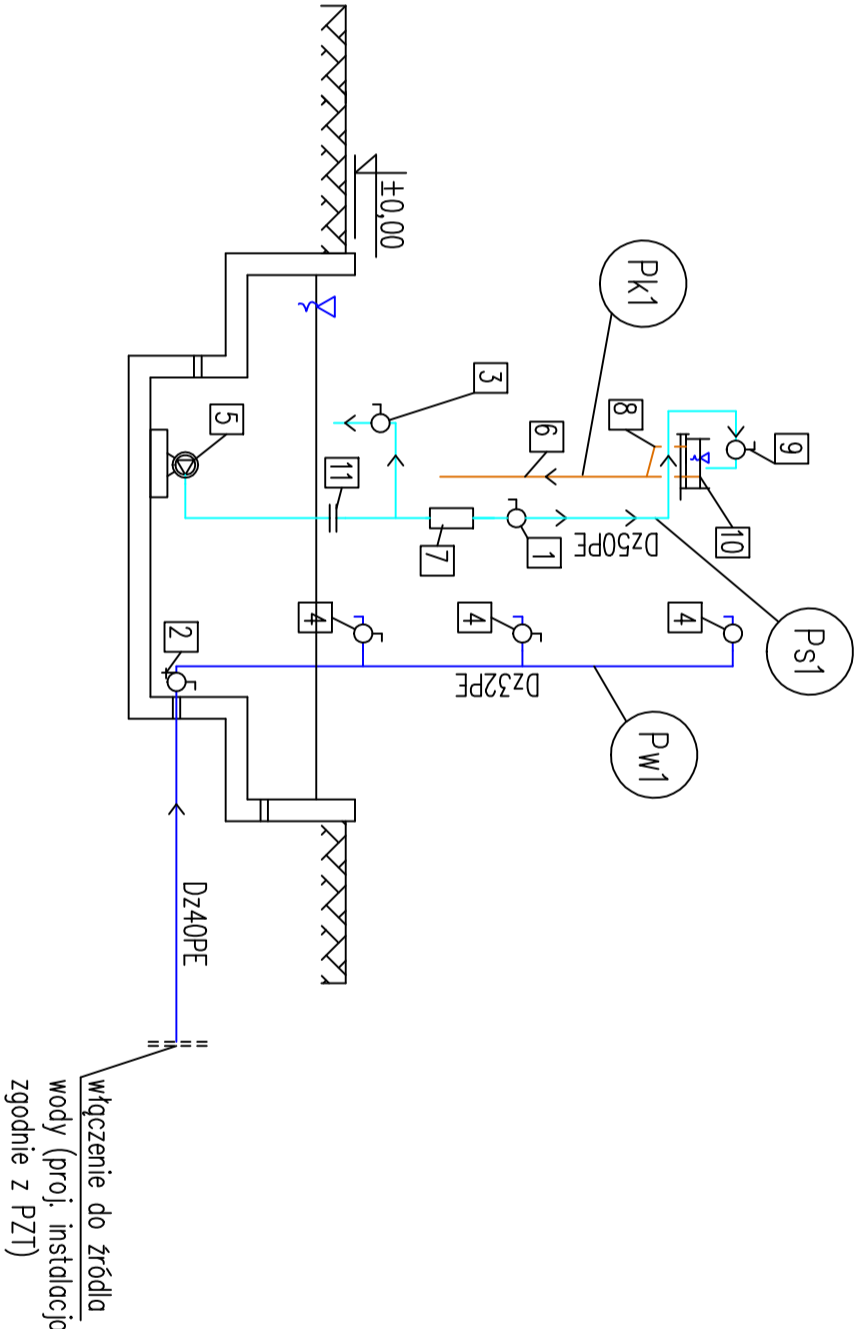 ±0,00
Pk1
Ps1
Pw1
3
8
9
5
6
11
10
7
1
Dz50PE
2
4
4
4
Dz32PE
Dz40PE
włączenie do źródła
wody (proj. instalacja
zgodnie z PZT)